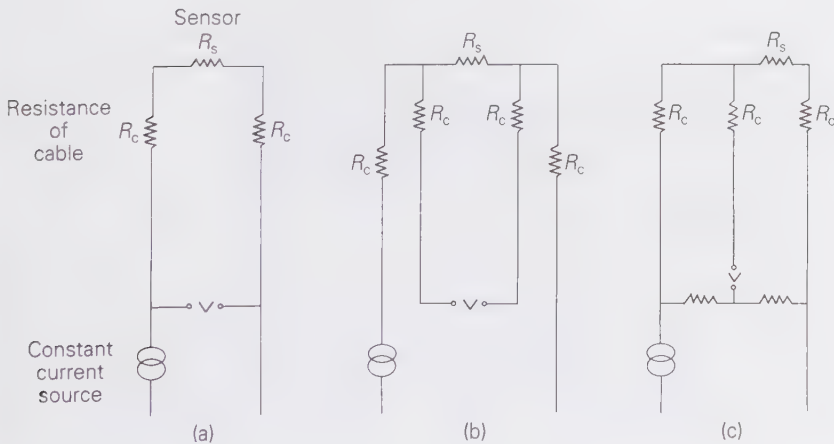 Sensor
Rs
Rs
Rs
Resistance
of
cable
Rc
Rc
Rc
Rc
Rc
Rc
Rc
Rc
Rc
V
V
V
Constant
current
source
(a)
(b)
(c)